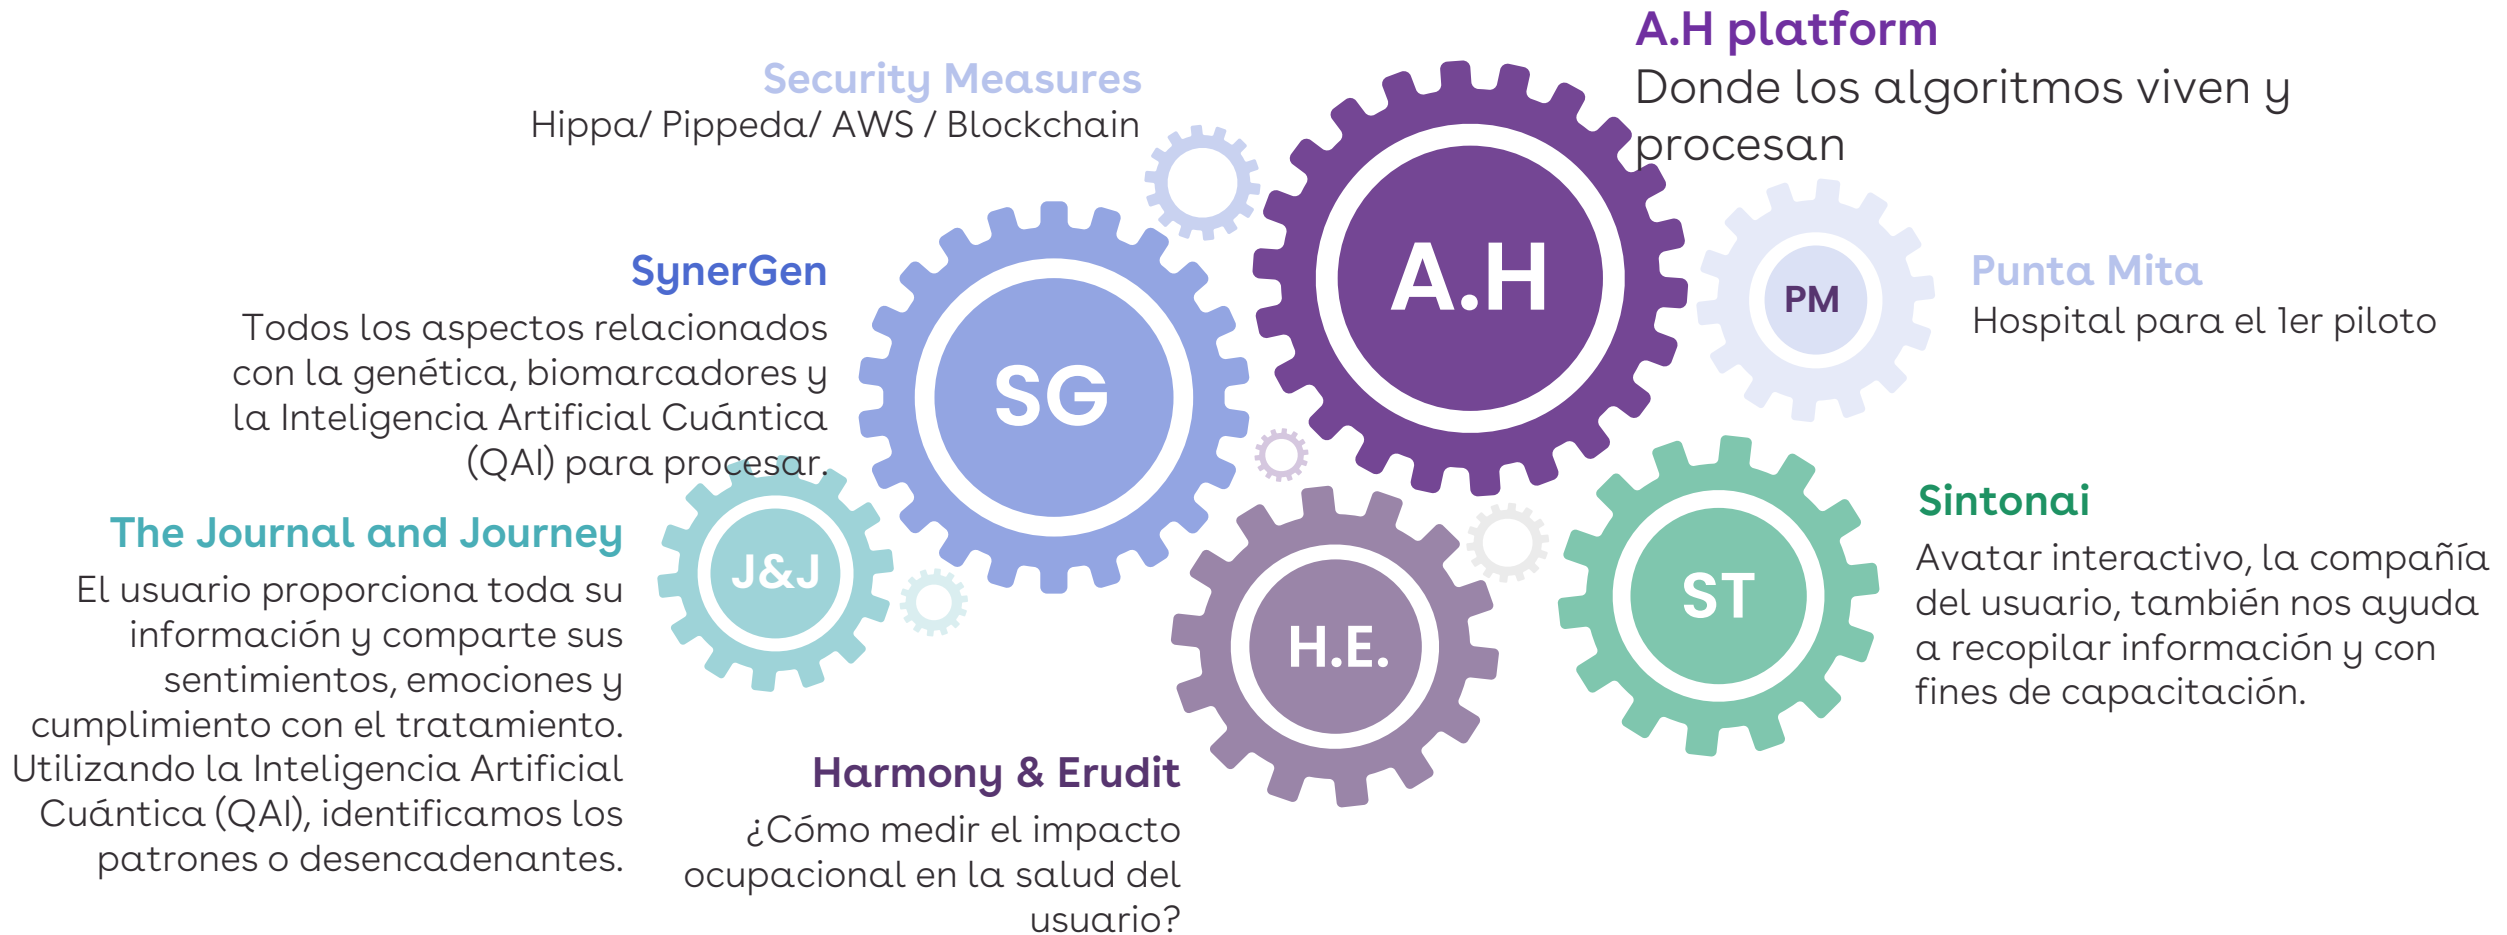 A.H platform
Donde los algoritmos viven y
procesan
Security Measures
Hippa/ Pippeda/ AWS / Blockchain
A.H
SynerGen
Todos los aspectos relacionados
con la genética, biomarcadores y
la Inteligencia Artificial Cuántica
(QAI) para procesar.
SG
PM
Punta Mita
Hospital para el 1er piloto
The Journal and Journey
El usuario proporciona toda su
información y comparte sus
sentimientos, emociones y
cumplimiento con el tratamiento.
Utilizando la Inteligencia Artificial
Cuántica (QAI), identificamos los
patrones o desencadenantes.
J&J
H.E.
Harmony & Erudit
¿Cómo medir el impacto
ocupacional en la salud del
usuario?
ST
Sintonai
Avatar interactivo, la compañía
del usuario, también nos ayuda
a recopilar información y con
fines de capacitación.